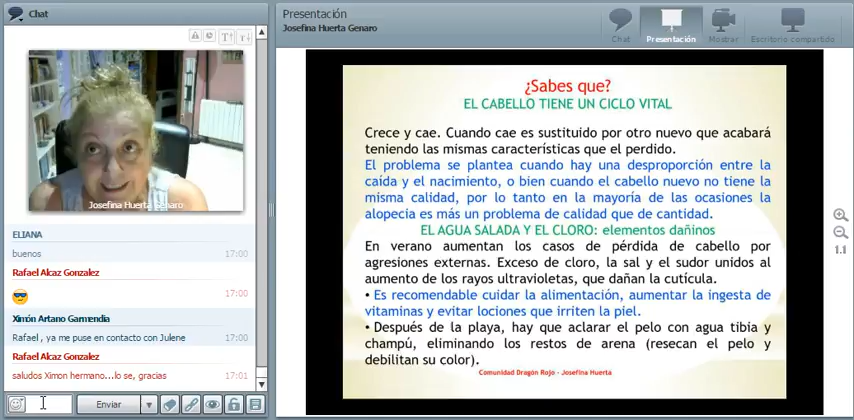 Chat
Josefina Huerta Genaro
ELIANA
buenos 17:00
Rafael Alcaz Gonzalez
17:00
Ximón Artano Garmendia
Rafael , ya me puse en contacto con Julene 17:00
Rafael Alcaz Gonzalez
saludos Ximon hermano...lo se, gracias 17:01
Enviar
Presentación
Josefina Huerta Genaro
Chat
Presentación
Mostrar
Escritorio compartido
¿Sabes que?
EL CABELLO TIENE UN CICLO VITAL
Crece y cae. Cuando cae es sustituido por otro nuevo que acabará
teniendo las mismas características que el perdido.
El problema se plantea cuando hay una desproporción entre la
caída y el nacimiento, o bien cuando el cabello nuevo no tiene la
misma calidad, por lo tanto en la mayoría de las ocasiones la
alopecia es más un problema de calidad que de cantidad.
EL AGUA SALADA Y EL CLORO: elementos dañinos
En verano aumentan los casos de pérdida de cabello por
agresiones externas. Exceso de cloro, la sal y el sudor unidos al
aumento de los rayos ultravioletas, que dañan la cutícula.
• Es recomendable cuidar la alimentación, aumentar la ingesta de
vitaminas y evitar lociones que irriten la piel.
• Después de la playa, hay que aclarar el pelo con agua tibia y
champú, eliminando los restos de arena (resecan el pelo y
debilitan su color).
Comunidad Dragón Rojo - Josefina Huerta
1.1